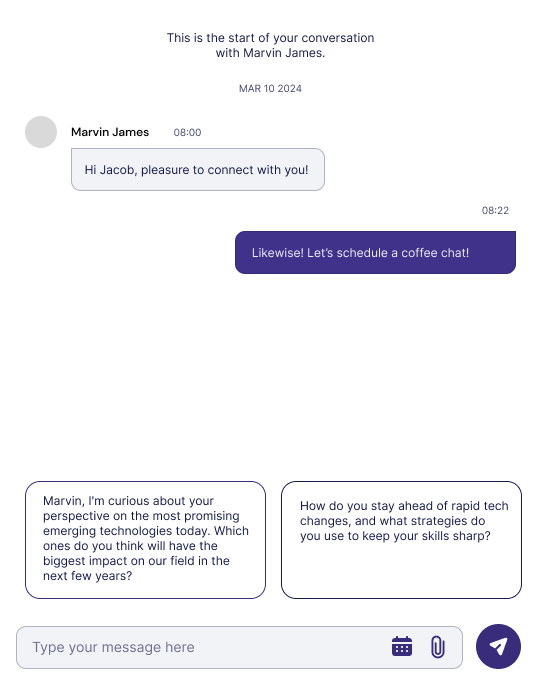 This is the start of your conversation
with Marvin James.
MAR 10 2024
Marvin James 08:00
Hi Jacob, pleasure to connect with you!
08:22
Likewise! Let's schedule a coffee chat!
Marvin, I'm curious about your
perspective on the most promising
emerging technologies today. Which
ones do you think will have the
biggest impact on our field in the
next few years?
How do you stay ahead of rapid tech
changes, and what strategies do
you use to keep your skills sharp?
Type your message here